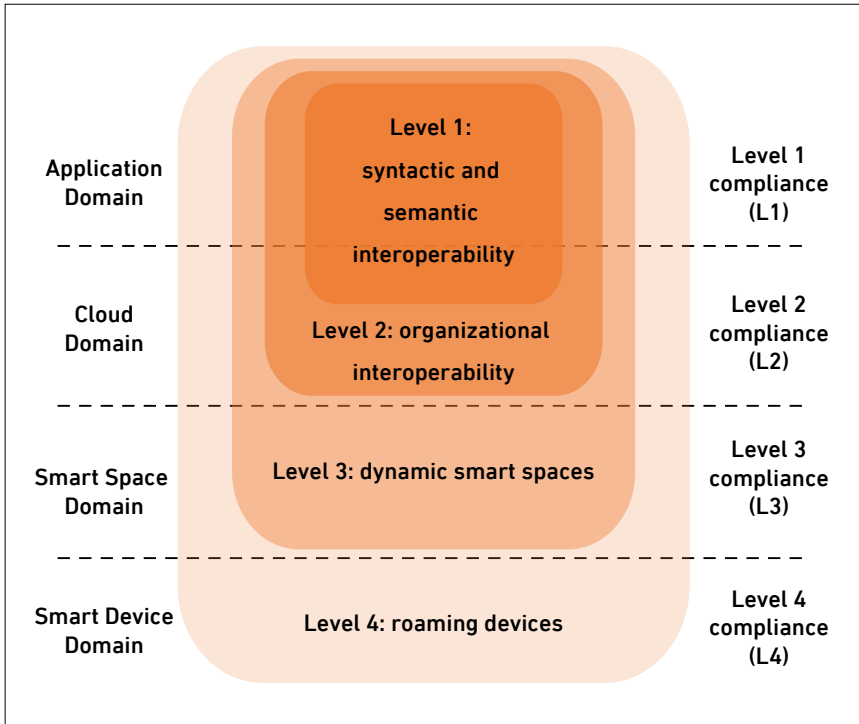 Level 1:
syntactic and
semantic
interoperability
Application
Domain
Level 1
compliance
(L1)
Cloud
Domain
Level 2: organizational
interoperability
Level 2
compliance
(L2)
Smart Space
Domain
Level 3: dynamic smart spaces
Level 3
compliance
(L3)
Smart Device
Domain
Level 4: roaming devices
Level 4
compliance
(L4)